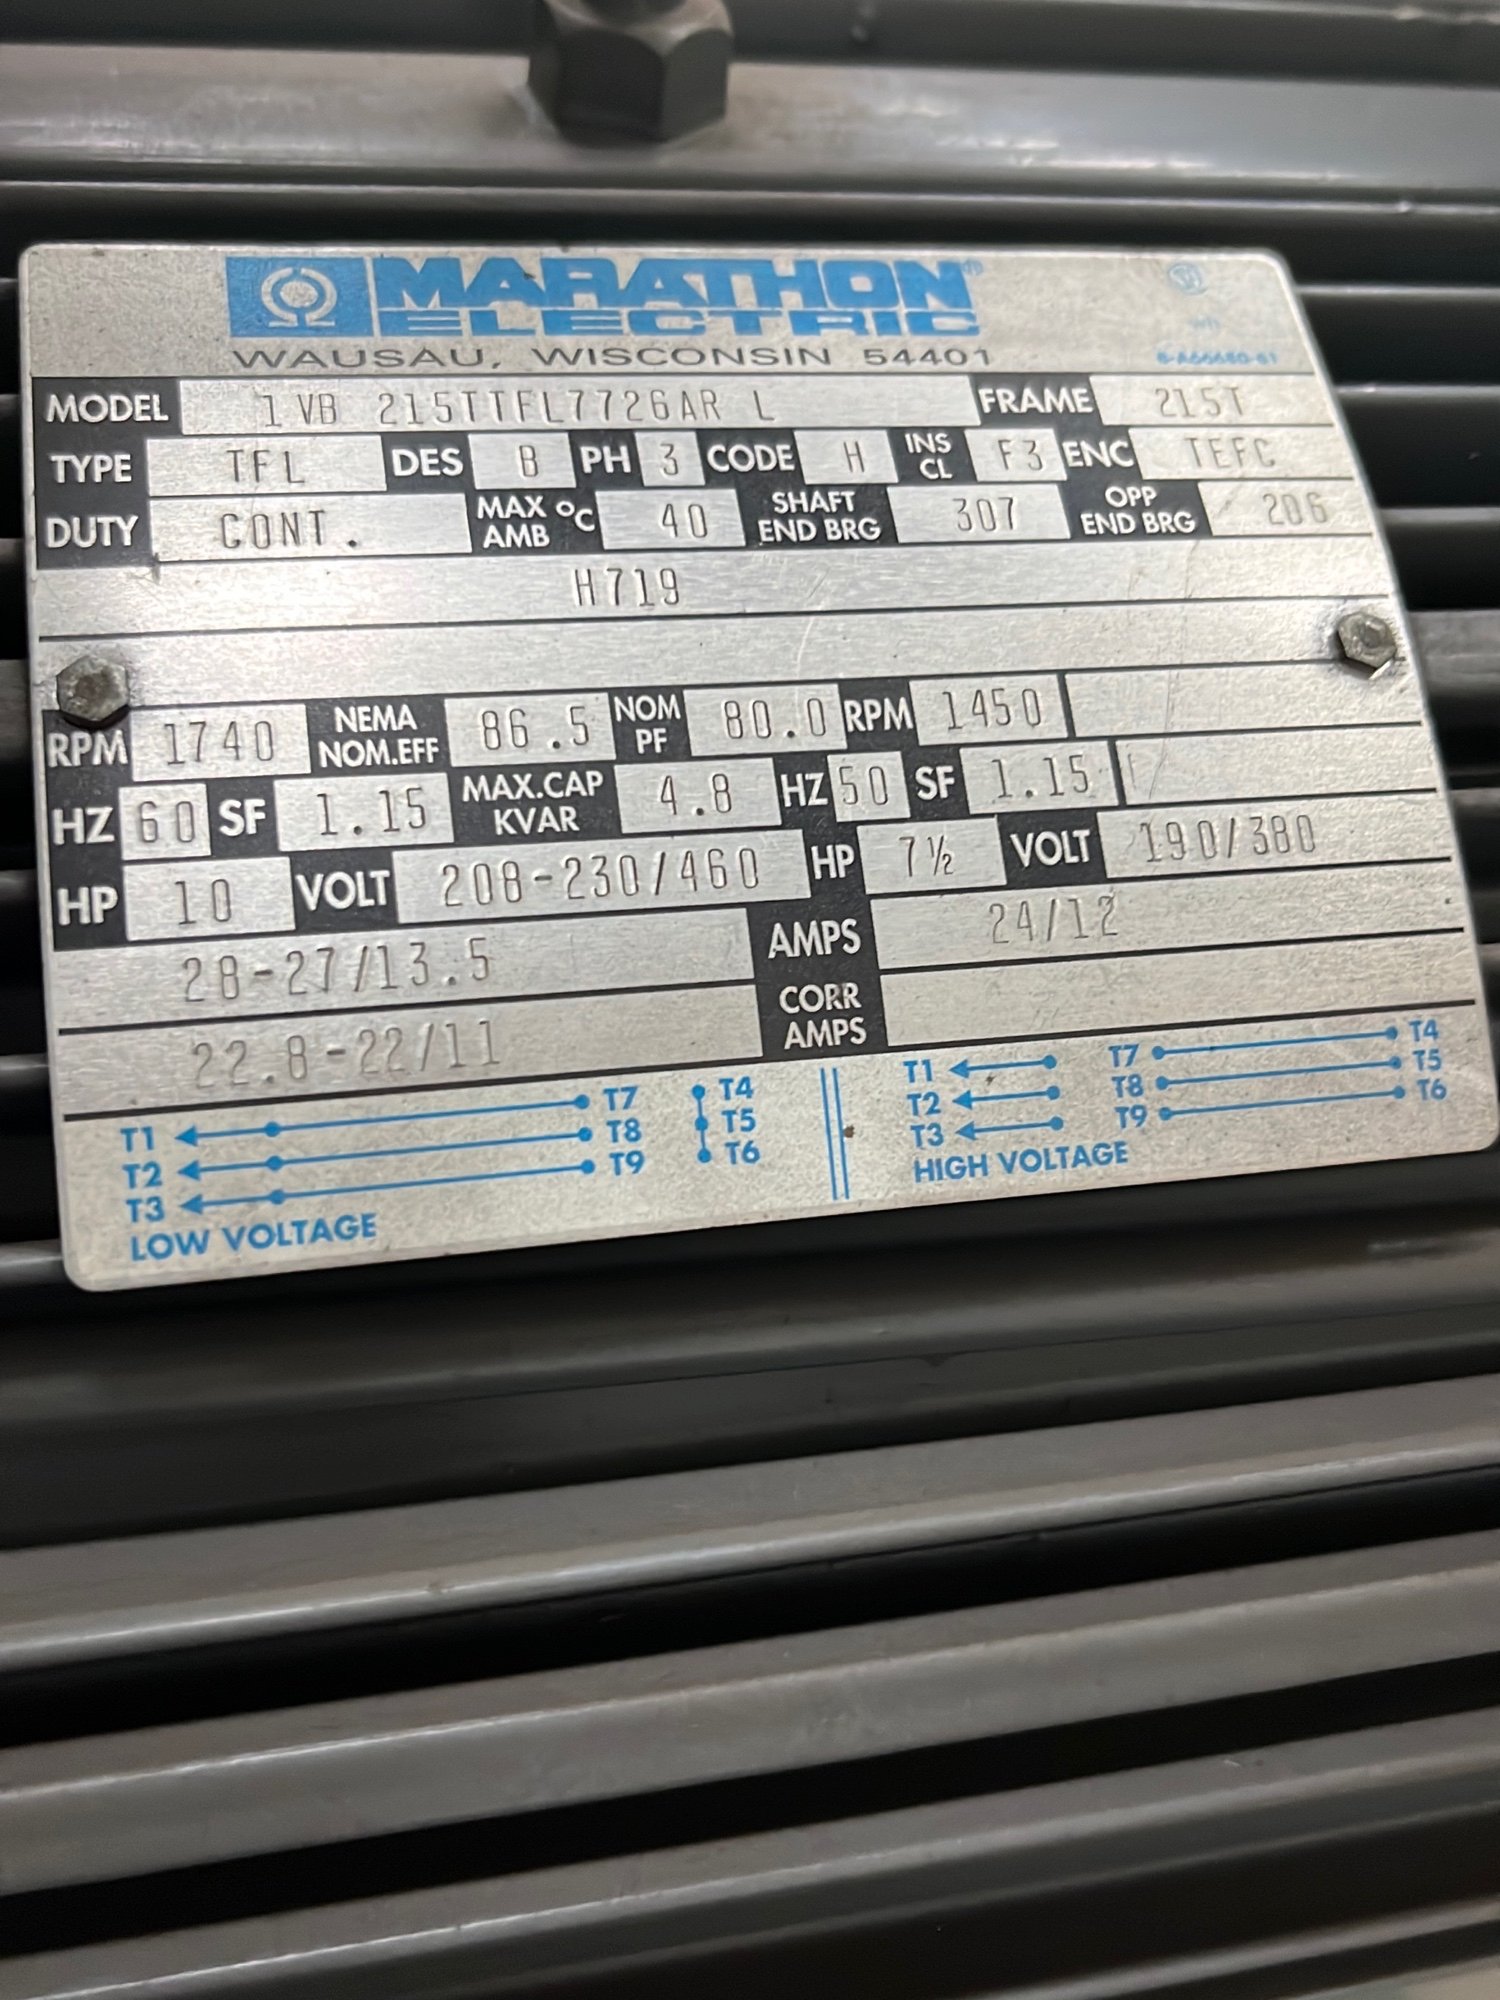 MARATHON®
ELECTRIC
WAUSAU, WISCONSIN 54401
MODEL 1 VB 215TTFL7726AR L FRAME 215T
TYPE TFL DES B PH 3 CODE H INS CL F3 ENC TEFC
DUTY CONT. MAX AMB °C 40 SHAFT END BRG 307 OPP END BRG 206
H719
RPM 1740 NEMA NOM.EFF 86.5 NOM PF 80.0 RPM 1450
HZ 60 SF 1.15 MAX.CAP KVAR 4.8 HZ 50 SF 1.15
HP 10 VOLT 208-230/460 HP 7½ VOLT 190/380
28-27/13.5 AMPS 24/12
22.8-22/11 CORR AMPS
T1 T7 T4 T1 T7 T4
T2 T8 T5 T2 T8 T5
T3 T9 T6 T3 T9 T6
LOW VOLTAGE HIGH VOLTAGE